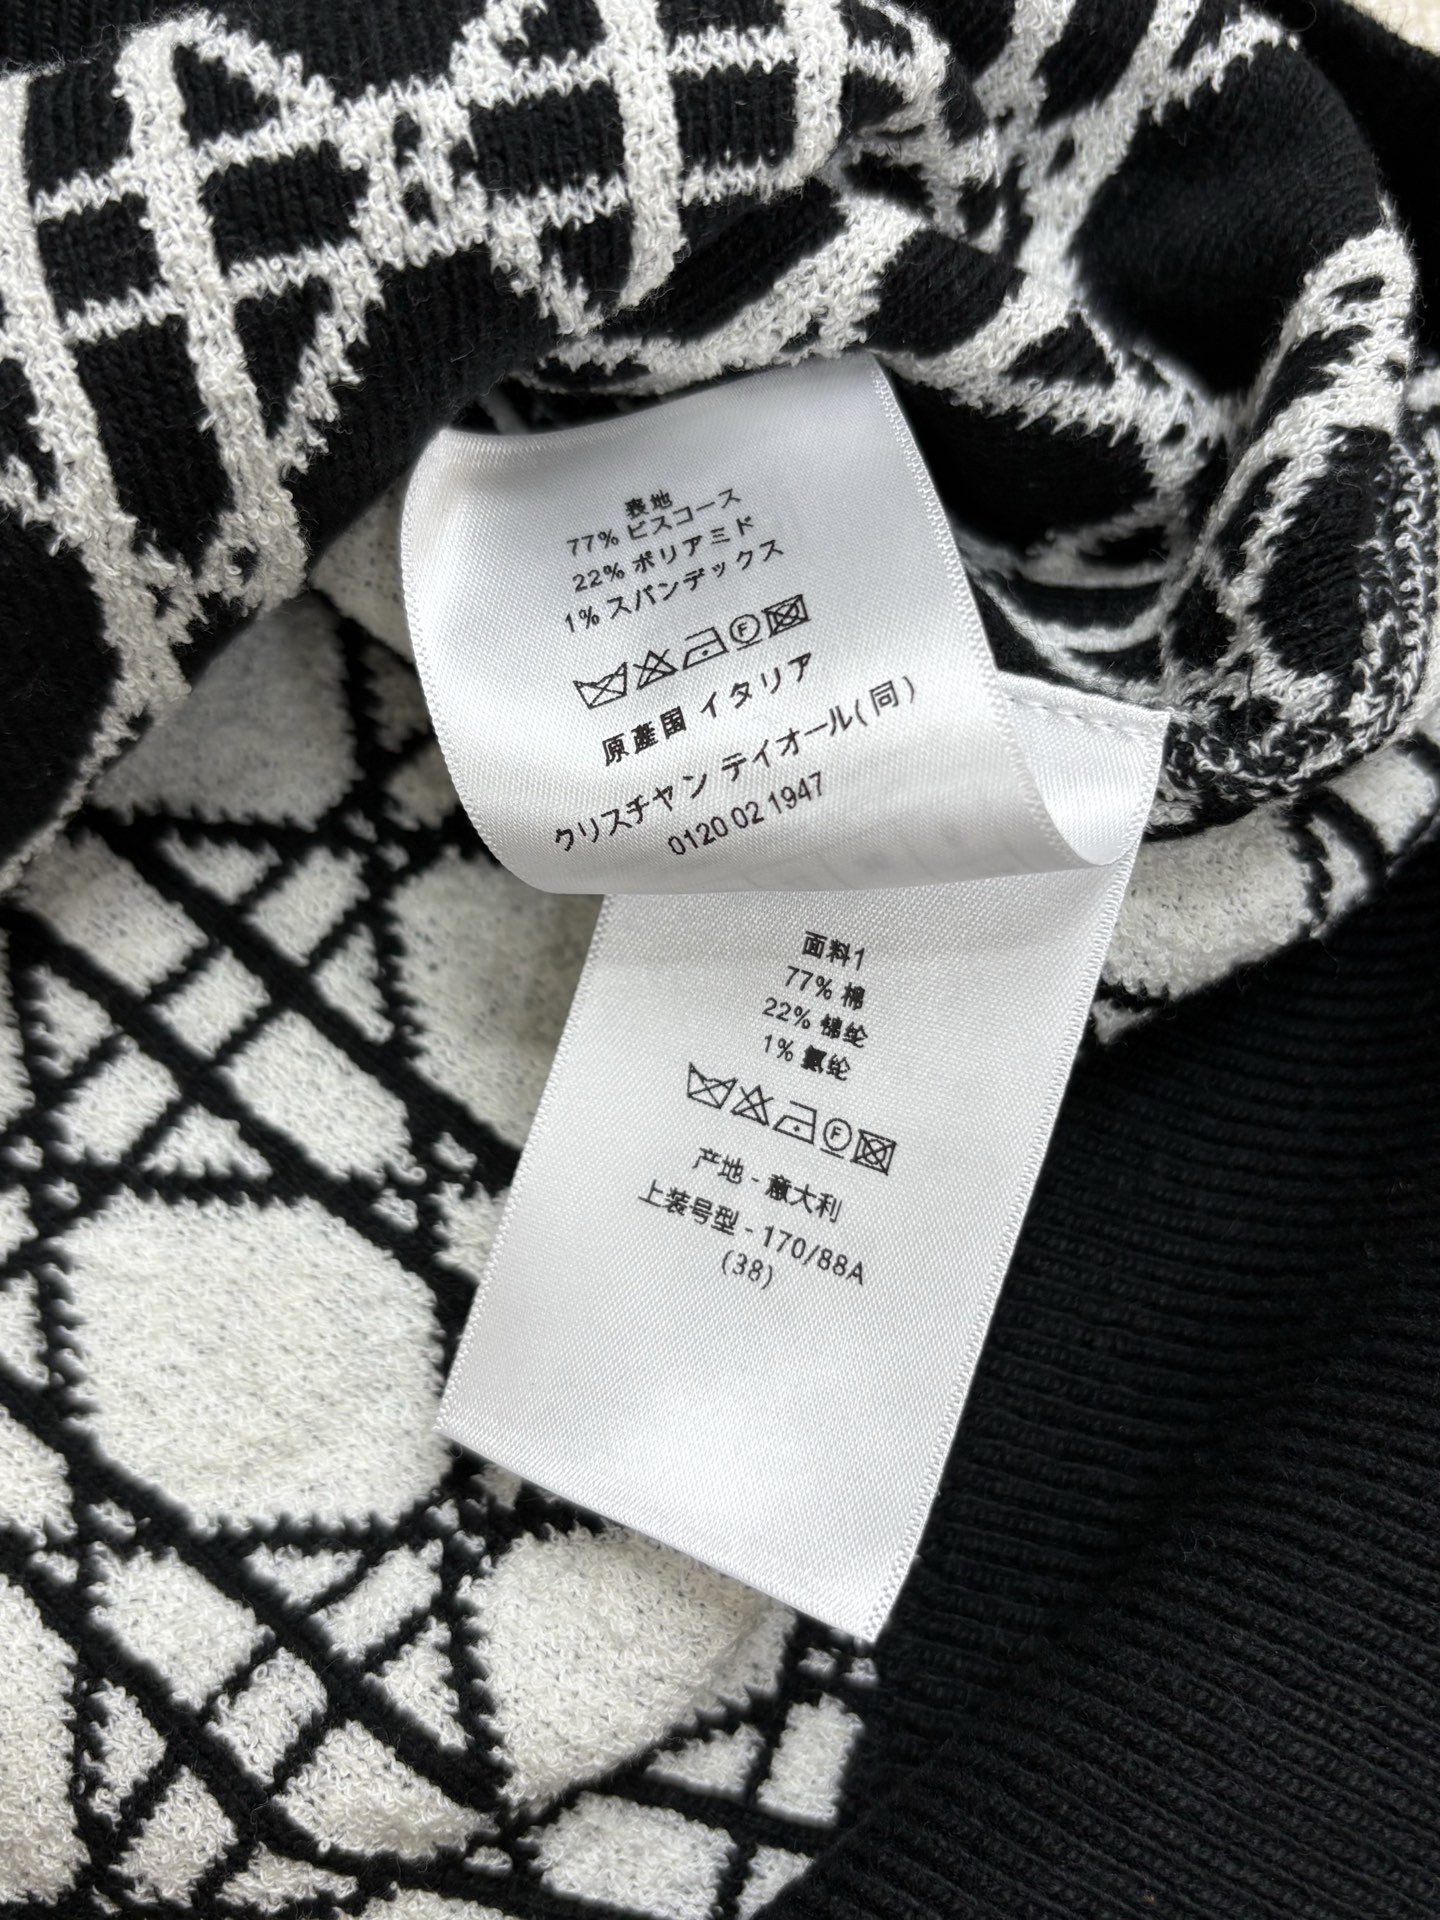 表地
77% ビスコース
22% ポリアミド
1% スパンデックス
原産国 イタリア
クリスチャン テイオール(同)
0120 02 1947
面料1
77% 棉
22% 锦纶
1% 氨纶
产地 - 意大利
上装号型 - 170/88A
(38)